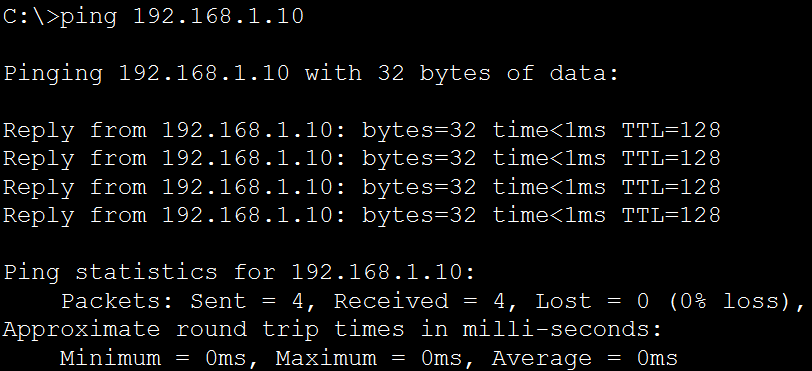 C:\>ping 192.168.1.10
Pinging 192.168.1.10 with 32 bytes of data:
Reply from 192.168.1.10: bytes=32 time<1ms TTL=128
Reply from 192.168.1.10: bytes=32 time<1ms TTL=128
Reply from 192.168.1.10: bytes=32 time<1ms TTL=128
Reply from 192.168.1.10: bytes=32 time<1ms TTL=128
Ping statistics for 192.168.1.10:
    Packets: Sent = 4, Received = 4, Lost = 0 (0% loss),
Approximate round trip times in milli-seconds:
    Minimum = 0ms, Maximum = 0ms, Average = 0ms